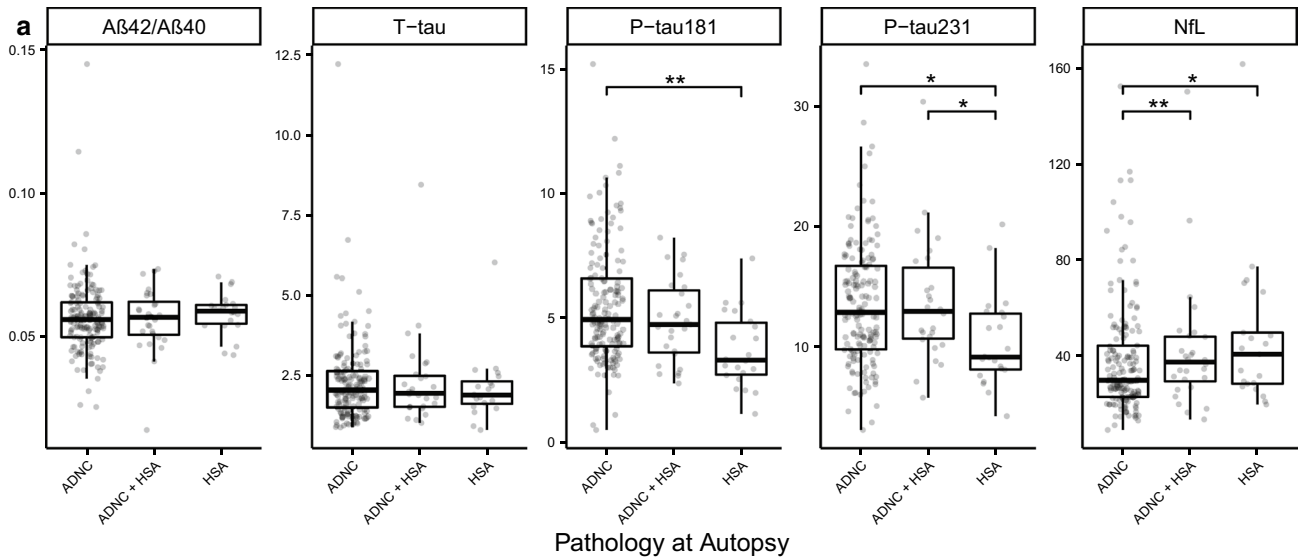 a
Aß42/Aß40
T−tau
P−tau181
P−tau231
NfL
0.15
0.10
0.05
12.5
10.0
7.5
5.0
2.5
15
10
5
0
30
20
10
160
120
80
40
**
*
*
*
**
ADNC
ADNC + HSA
HSA
ADNC
ADNC + HSA
HSA
ADNC
ADNC + HSA
HSA
ADNC
ADNC + HSA
HSA
ADNC
ADNC + HSA
HSA
Pathology at Autopsy